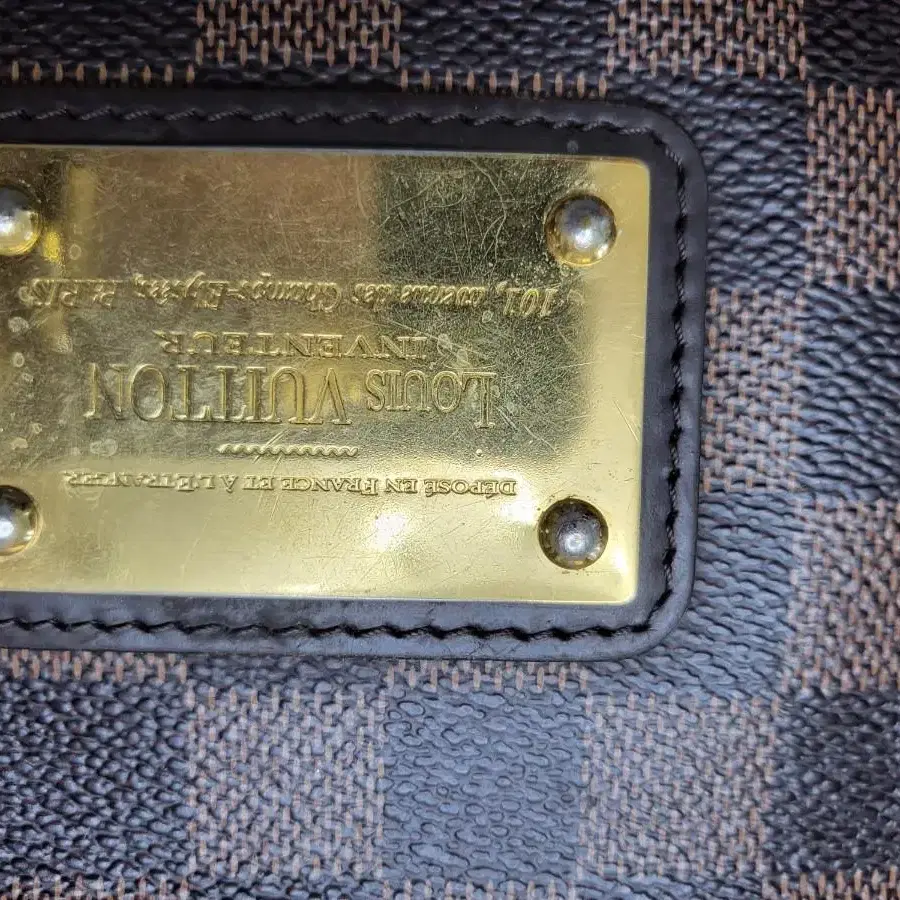 DÉPOSÉ EN FRANCE ET À L'ÉTRANGER
LOUIS VUITTON
INVENTEUR
101, avenue des Champs-Elysées, PARIS